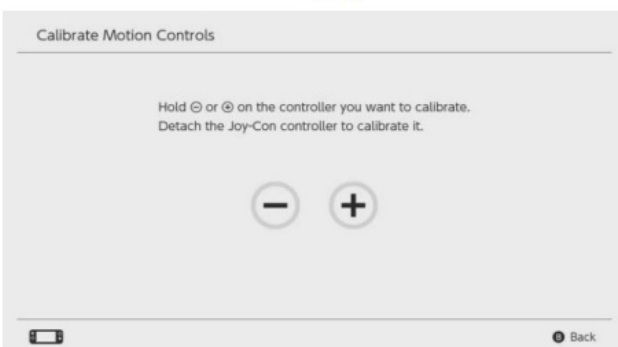 Calibrate Motion Controls
Hold ⊖ or ⊕ on the controller you want to calibrate.
Detach the Joy-Con controller to calibrate it.
− +
B Back